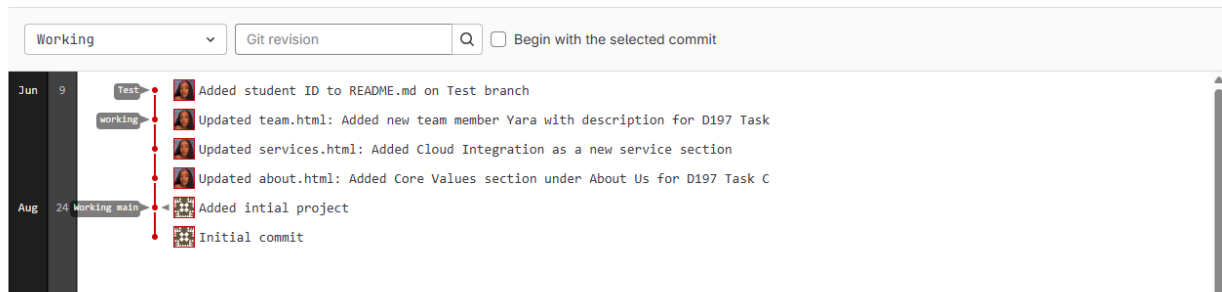 Working Git revision Begin with the selected commit
Jun 9 Test Added student ID to README.md on Test branch
working Updated team.html: Added new team member Yara with description for D197 Task
Updated services.html: Added Cloud Integration as a new service section
Updated about.html: Added Core Values section under About Us for D197 Task C
Aug 24 Working main Added intial project
Initial commit